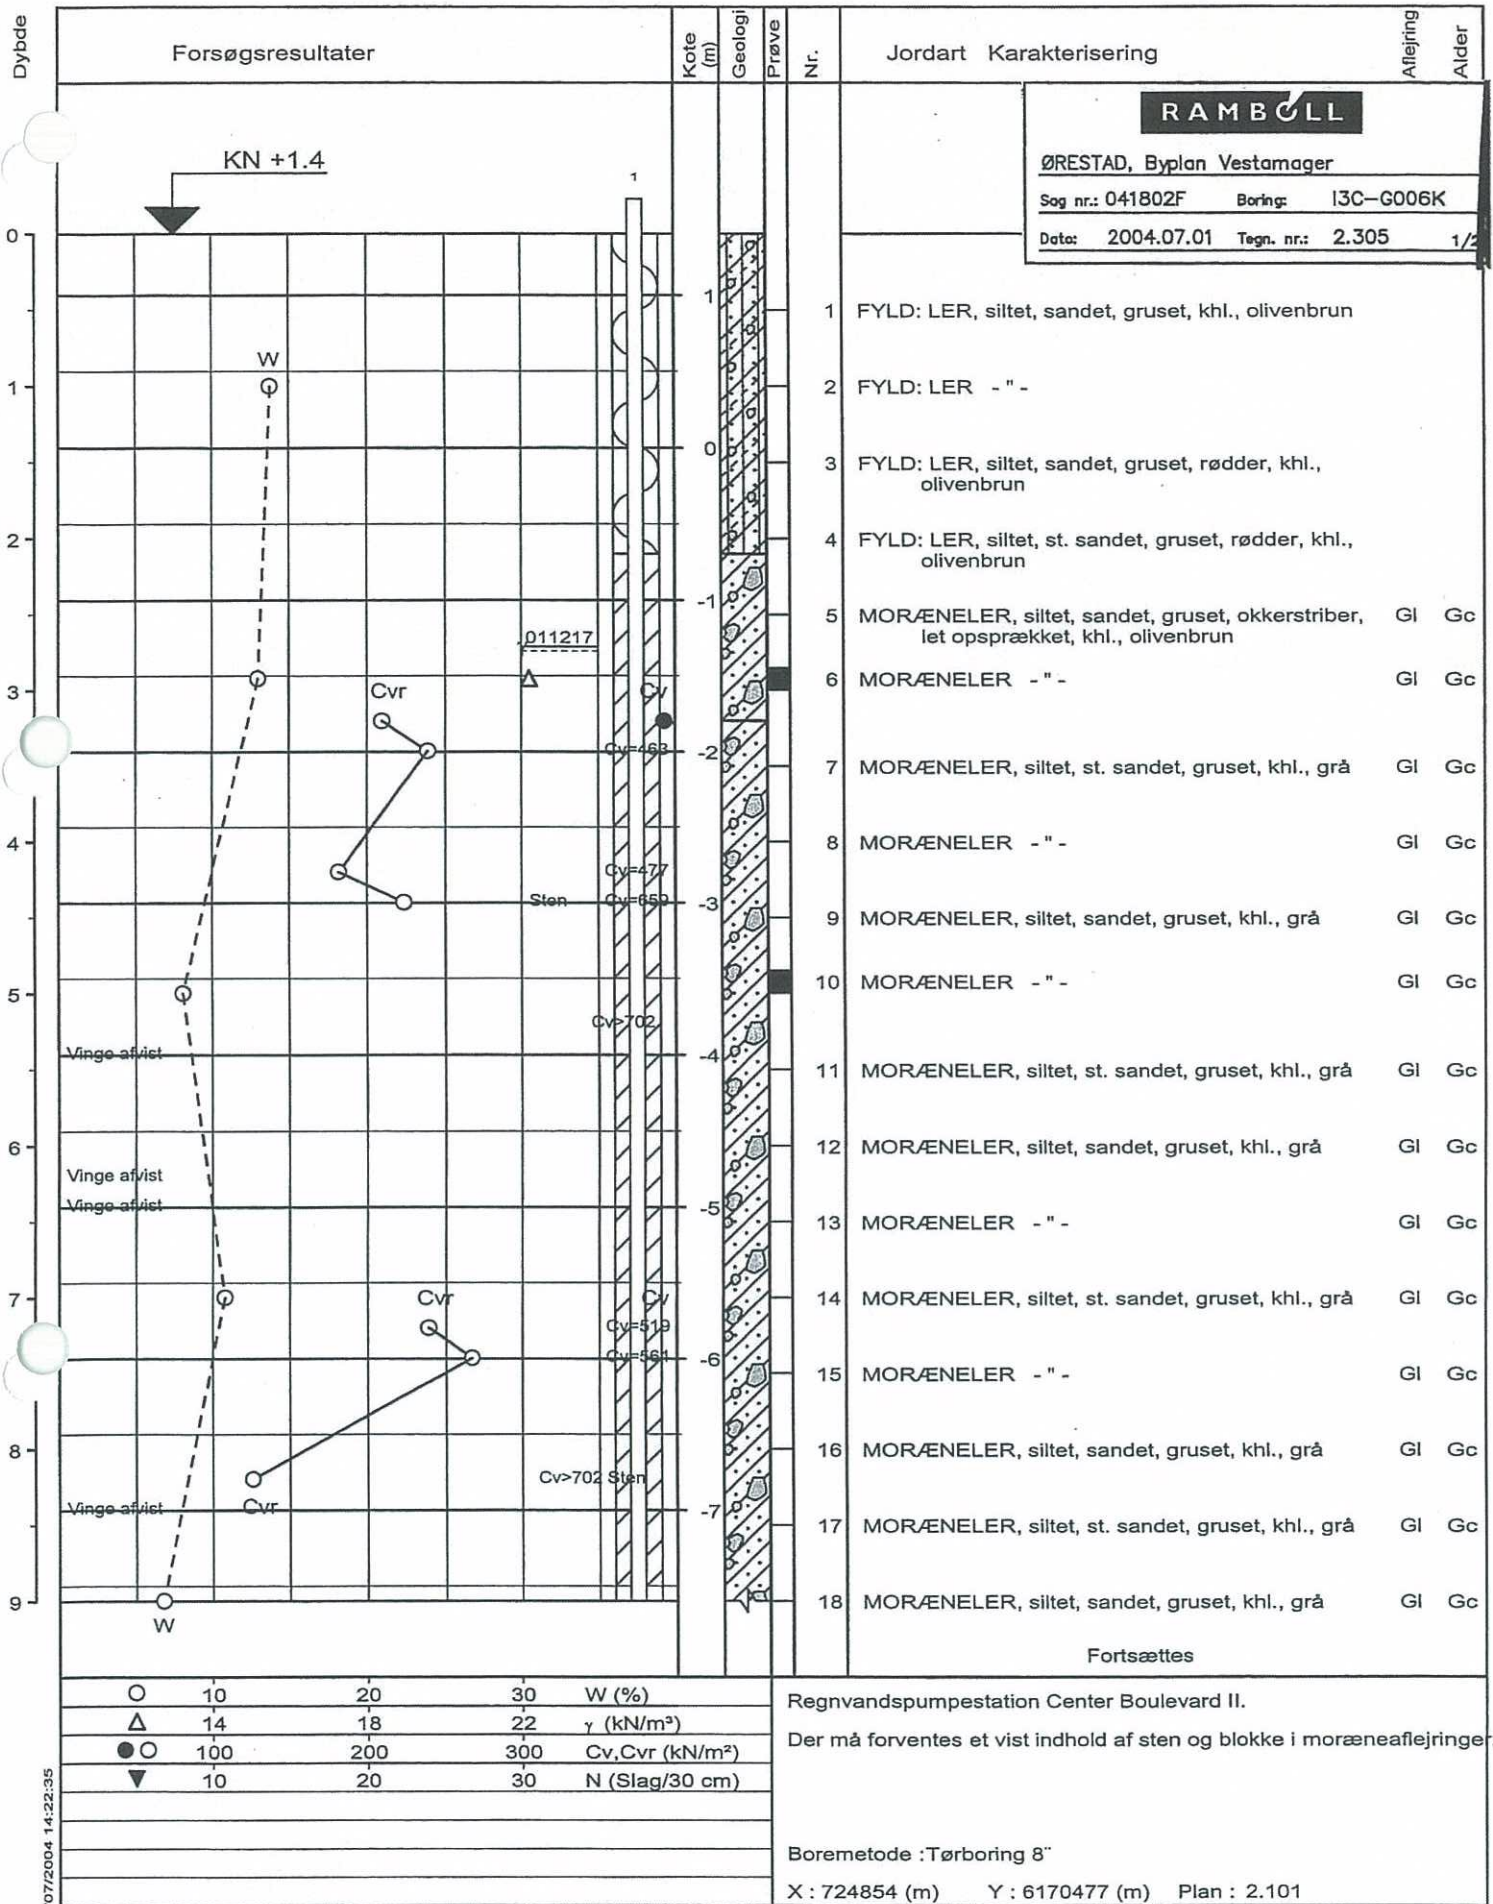 Dybde
Forsøgsresultater
Kote (m)
Geologi
Prøve
Nr.
Jordart Karakterisering
Aflejring
Alder
RAMBØLL
ØRESTAD, Byplan Vestamager
Sag nr.: 041802F Boring: I3C-G006K
Dato: 2004.07.01 Tegn. nr.: 2.305 1/2
KN +1.4
1
0
1
1 FYLD: LER, siltet, sandet, gruset, khl., olivenbrun
W
1
2 FYLD: LER - " -
0
3 FYLD: LER, siltet, sandet, gruset, rødder, khl.,
olivenbrun
2
4 FYLD: LER, siltet, st. sandet, gruset, rødder, khl.,
olivenbrun
-1
5 MORÆNELER, siltet, sandet, gruset, okkerstriber, Gl Gc
let opsprækket, khl., olivenbrun
011217
3
Cvr
Cv
6 MORÆNELER - " - Gl Gc
Cv=463
-2
7 MORÆNELER, siltet, st. sandet, gruset, khl., grå Gl Gc
4
8 MORÆNELER - " - Gl Gc
Cv=477
Sten Cv=659
-3
9 MORÆNELER, siltet, sandet, gruset, khl., grå Gl Gc
5
10 MORÆNELER - " - Gl Gc
Cv>702
Vinge afvist
-4
11 MORÆNELER, siltet, st. sandet, gruset, khl., grå Gl Gc
6
12 MORÆNELER, siltet, sandet, gruset, khl., grå Gl Gc
Vinge afvist
Vinge afvist
-5
13 MORÆNELER - " - Gl Gc
7
Cvr
Cv
14 MORÆNELER, siltet, st. sandet, gruset, khl., grå Gl Gc
Cv=519
Cv=561
-6
15 MORÆNELER - " - Gl Gc
8
16 MORÆNELER, siltet, sandet, gruset, khl., grå Gl Gc
Cv>702 Sten
Vinge afvist
Cvr
-7
17 MORÆNELER, siltet, st. sandet, gruset, khl., grå Gl Gc
9
W
18 MORÆNELER, siltet, sandet, gruset, khl., grå Gl Gc
Fortsættes
10 20 30 W (%)
14 18 22 γ (kN/m³)
100 200 300 Cv,Cvr (kN/m²)
10 20 30 N (Slag/30 cm)
Regnvandspumpestation Center Boulevard II.
Der må forventes et vist indhold af sten og blokke i moræneaflejringer
Boremetode :Tørboring 8"
X : 724854 (m) Y : 6170477 (m) Plan : 2.101
07/2004 14:22:35